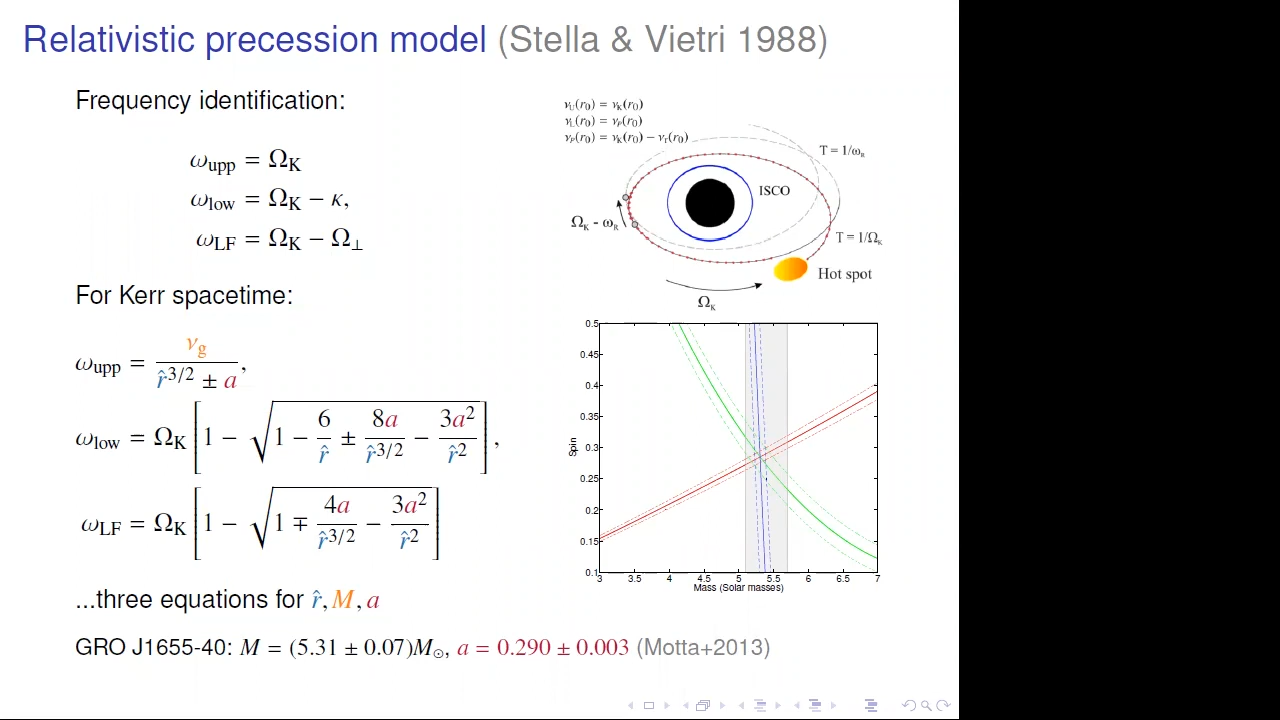 Relativistic precession model (Stella & Vietri 1988)
Frequency identification:
ω_upp = Ω_K
ω_low = Ω_K − κ,
ω_LF = Ω_K − Ω_⊥
For Kerr spacetime:
ω_upp = ν_g / (r̂^{3/2} ± a),
ω_low = Ω_K [1 − √(1 − 6/r̂ ± 8a/r̂^{3/2} − 3a²/r̂²)],
ω_LF = Ω_K [1 − √(1 ∓ 4a/r̂^{3/2} − 3a²/r̂²)]
...three equations for r̂, M, a
GRO J1655-40: M = (5.31 ± 0.07)M_⊙, a = 0.290 ± 0.003 (Motta+2013)
ν_U(r_0) = ν_K(r_0)
ν_L(r_0) = ν_P(r_0)
ν_P(r_0) = ν_K(r_0) − ν_r(r_0)
T = 1/ω_R
ISCO
Ω_K - ω_R
T = 1/Ω_K
Hot spot
Ω_K
0.5
0.45
0.4
0.35
0.3
0.25
0.2
0.15
0.1
Spin
3 3.5 4 4.5 5 5.5 6 6.5 7
Mass (Solar masses)